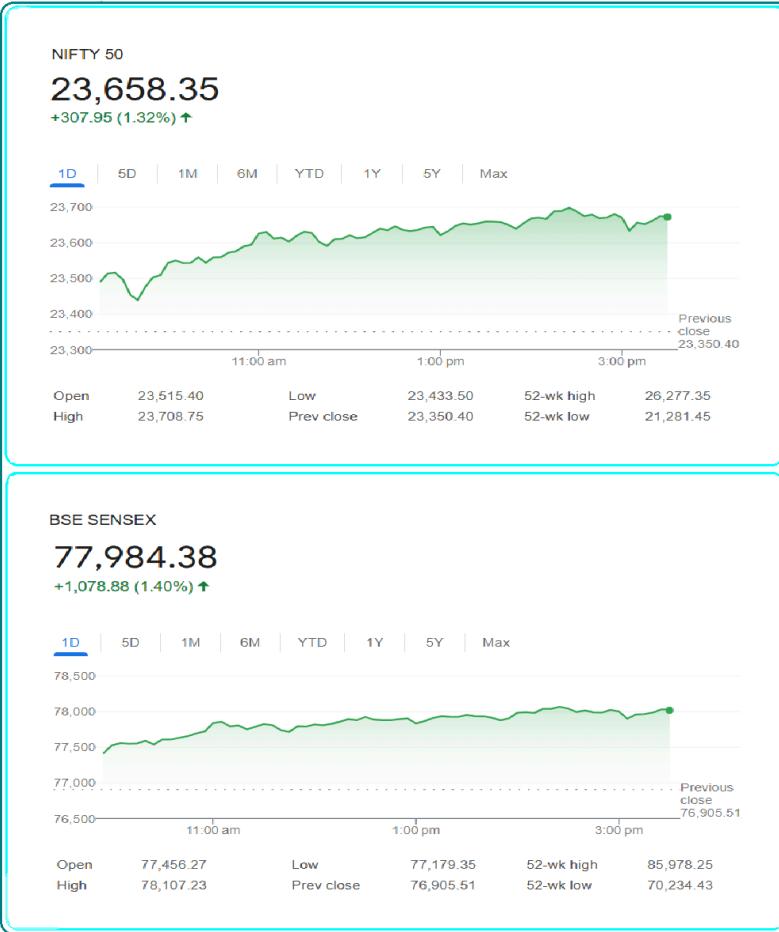 NIFTY 50
23,658.35
+307.95 (1.32%) ↑
1D 5D 1M 6M YTD 1Y 5Y Max
23,700
23,600
23,500
23,400
23,300
Previous
close
23,350.40
11:00 am 1:00 pm 3:00 pm
Open 23,515.40 Low 23,433.50 52-wk high 26,277.35
High 23,708.75 Prev close 23,350.40 52-wk low 21,281.45
BSE SENSEX
77,984.38
+1,078.88 (1.40%) ↑
1D 5D 1M 6M YTD 1Y 5Y Max
78,500
78,000
77,500
77,000
76,500
Previous
close
76,905.51
11:00 am 1:00 pm 3:00 pm
Open 77,456.27 Low 77,179.35 52-wk high 85,978.25
High 78,107.23 Prev close 76,905.51 52-wk low 70,234.43